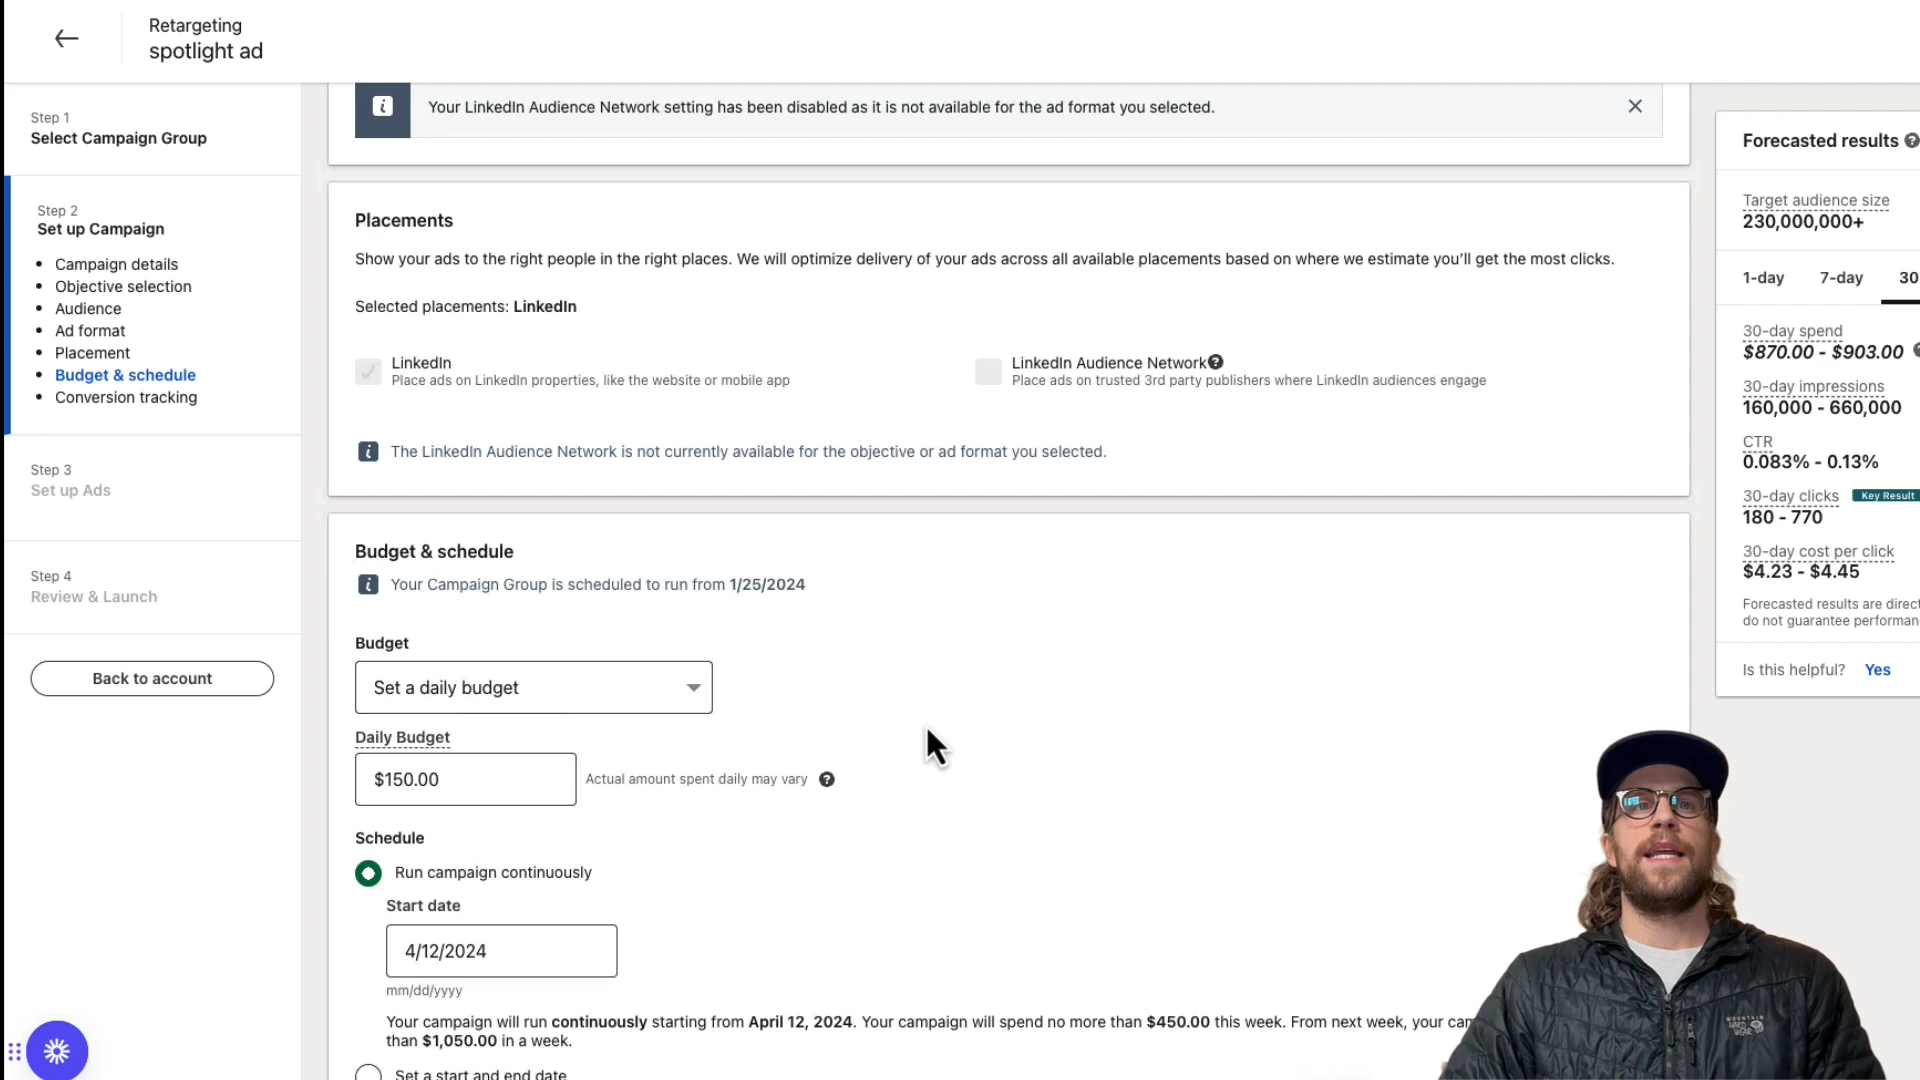 Retargeting
spotlight ad
Step 1
Select Campaign Group
Step 2
Set up Campaign
Campaign details
Objective selection
Audience
Ad format
Placement
Budget & schedule
Conversion tracking
Step 3
Set up Ads
Step 4
Review & Launch
Back to account
Your LinkedIn Audience Network setting has been disabled as it is not available for the ad format you selected.
Placements
Show your ads to the right people in the right places. We will optimize delivery of your ads across all available placements based on where we estimate you'll get the most clicks.
Selected placements: LinkedIn
LinkedIn
Place ads on LinkedIn properties, like the website or mobile app
LinkedIn Audience Network
Place ads on trusted 3rd party publishers where LinkedIn audiences engage
The LinkedIn Audience Network is not currently available for the objective or ad format you selected.
Budget & schedule
Your Campaign Group is scheduled to run from 1/25/2024
Budget
Set a daily budget
Daily Budget
$150.00
Actual amount spent daily may vary
Schedule
Run campaign continuously
Start date
4/12/2024
mm/dd/yyyy
Your campaign will run continuously starting from April 12, 2024. Your campaign will spend no more than $450.00 this week. From next week, your cam
than $1,050.00 in a week.
Set a start and end date
Forecasted results
Target audience size
230,000,000+
1-day 7-day 30
30-day spend
$870.00 - $903.00
30-day impressions
160,000 - 660,000
CTR
0.083% - 0.13%
30-day clicks Key Result
180 - 770
30-day cost per click
$4.23 - $4.45
Forecasted results are direct
do not guarantee performan
Is this helpful? Yes
MOUNTAIN